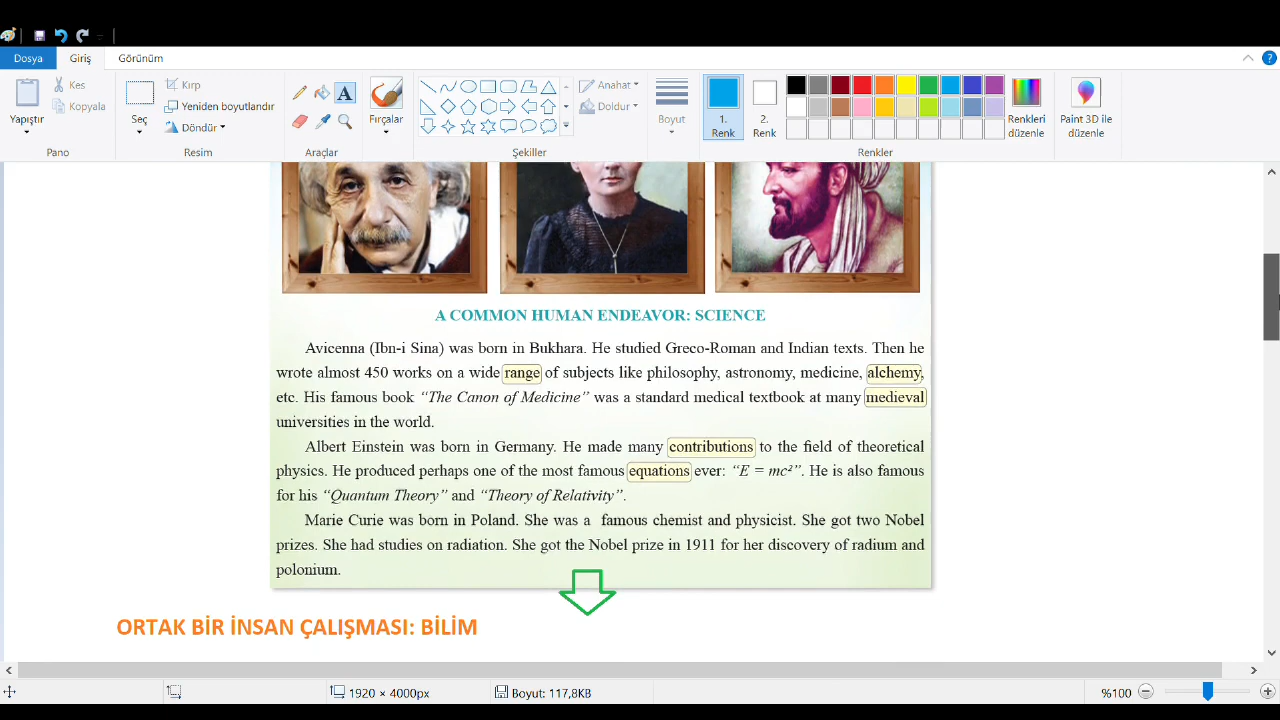 Dosya Giriş Görünüm
Yapıştır
Kes
Kopyala
Seç
Kırp
Yeniden boyutlandır
Döndür
A
Fırçalar
Anahat
Doldur
Boyut
1. Renk
2. Renk
Renkleri düzenle
Paint 3D ile düzenle
Pano Resim Araçlar Şekiller Renkler
A COMMON HUMAN ENDEAVOR: SCIENCE
Avicenna (Ibn-i Sina) was born in Bukhara. He studied Greco-Roman and Indian texts. Then he
wrote almost 450 works on a wide range of subjects like philosophy, astronomy, medicine, alchemy,
etc. His famous book “The Canon of Medicine” was a standard medical textbook at many medieval
universities in the world.
Albert Einstein was born in Germany. He made many contributions to the field of theoretical
physics. He produced perhaps one of the most famous equations ever: “E = mc²”. He is also famous
for his “Quantum Theory” and “Theory of Relativity”.
Marie Curie was born in Poland. She was a famous chemist and physicist. She got two Nobel
prizes. She had studies on radiation. She got the Nobel prize in 1911 for her discovery of radium and
polonium.
ORTAK BİR İNSAN ÇALIŞMASI: BİLİM
1920 × 4000px Boyut: 117,8KB %100